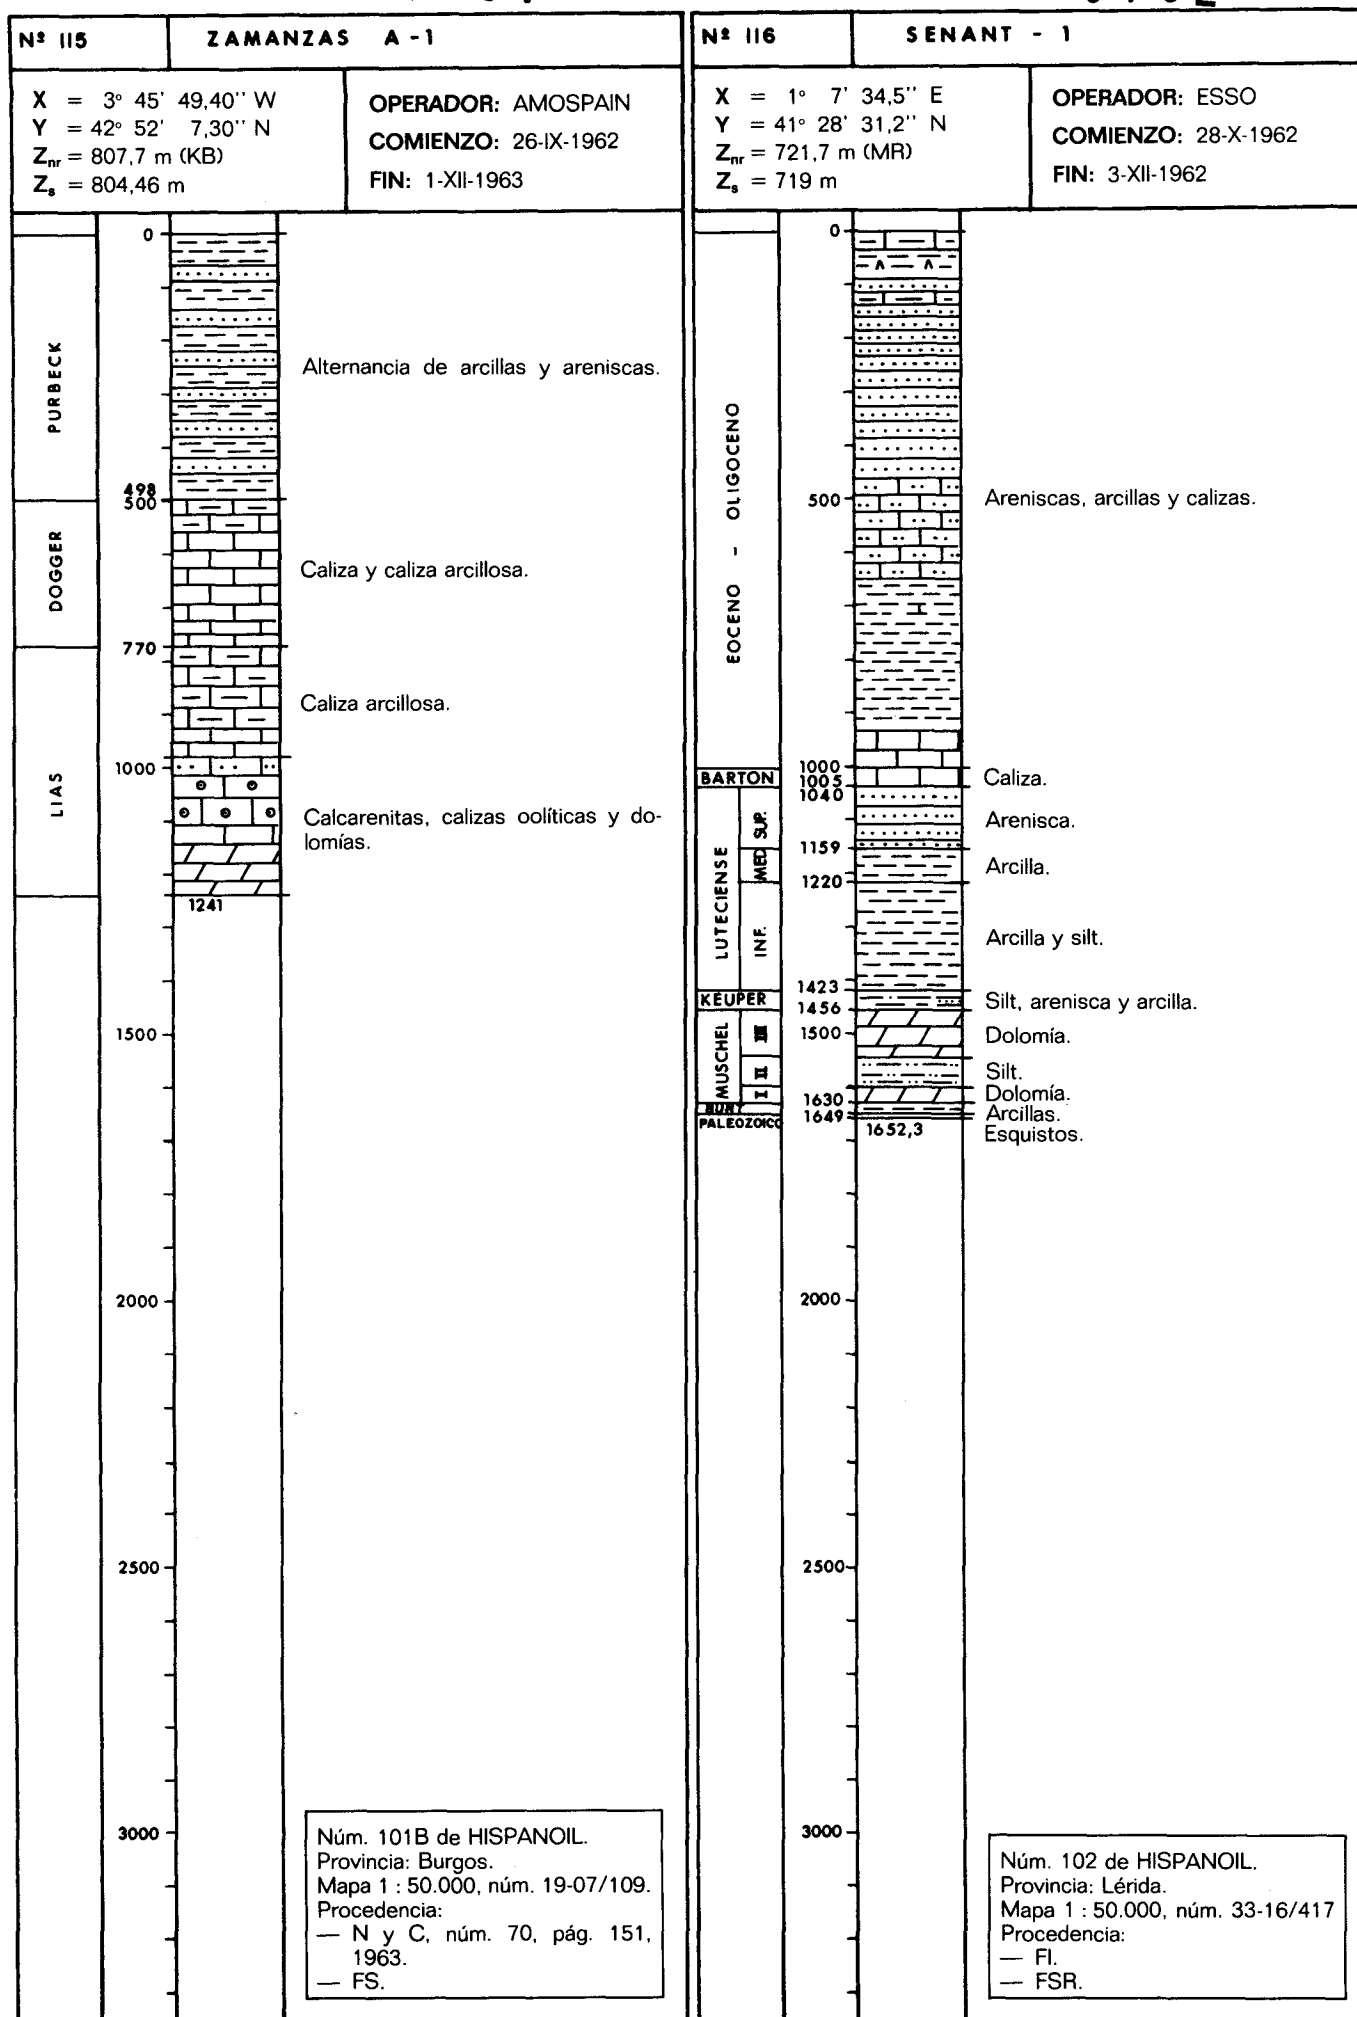 Nº 115
ZAMANZAS A-1
X = 3° 45' 49,40'' W
Y = 42° 52' 7,30'' N
Znr = 807,7 m (KB)
Zs = 804,46 m
OPERADOR: AMOSPAIN
COMIENZO: 26-IX-1962
FIN: 1-XII-1963
PURBECK
DOGGER
LIAS
0
498
500
770
1000
1241
1500
2000
2500
3000
Alternancia de arcillas y areniscas.
Caliza y caliza arcillosa.
Caliza arcillosa.
Calcarenitas, calizas oolíticas y do-
lomías.
Núm. 101B de HISPANOIL.
Provincia: Burgos.
Mapa 1 : 50.000, núm. 19-07/109.
Procedencia:
— N y C, núm. 70, pág. 151,
1963.
— FS.
Nº 116
SENANT - 1
X = 1° 7' 34,5'' E
Y = 41° 28' 31,2'' N
Znr = 721,7 m (MR)
Zs = 719 m
OPERADOR: ESSO
COMIENZO: 28-X-1962
FIN: 3-XII-1962
EOCENO - OLIGOCENO
BARTON
LUTECIENSE
SUP.
MED
INF.
KEUPER
MUSCHEL
III
II
I
BUNT
PALEOZOICO
0
500
1000
1005
1040
1159
1220
1423
1456
1500
1630
1649
1652,3
2000
2500
3000
Areniscas, arcillas y calizas.
Caliza.
Arenisca.
Arcilla.
Arcilla y silt.
Silt, arenisca y arcilla.
Dolomía.
Silt.
Dolomía.
Arcillas.
Esquistos.
Núm. 102 de HISPANOIL.
Provincia: Lérida.
Mapa 1 : 50.000, núm. 33-16/417
Procedencia:
— FI.
— FSR.